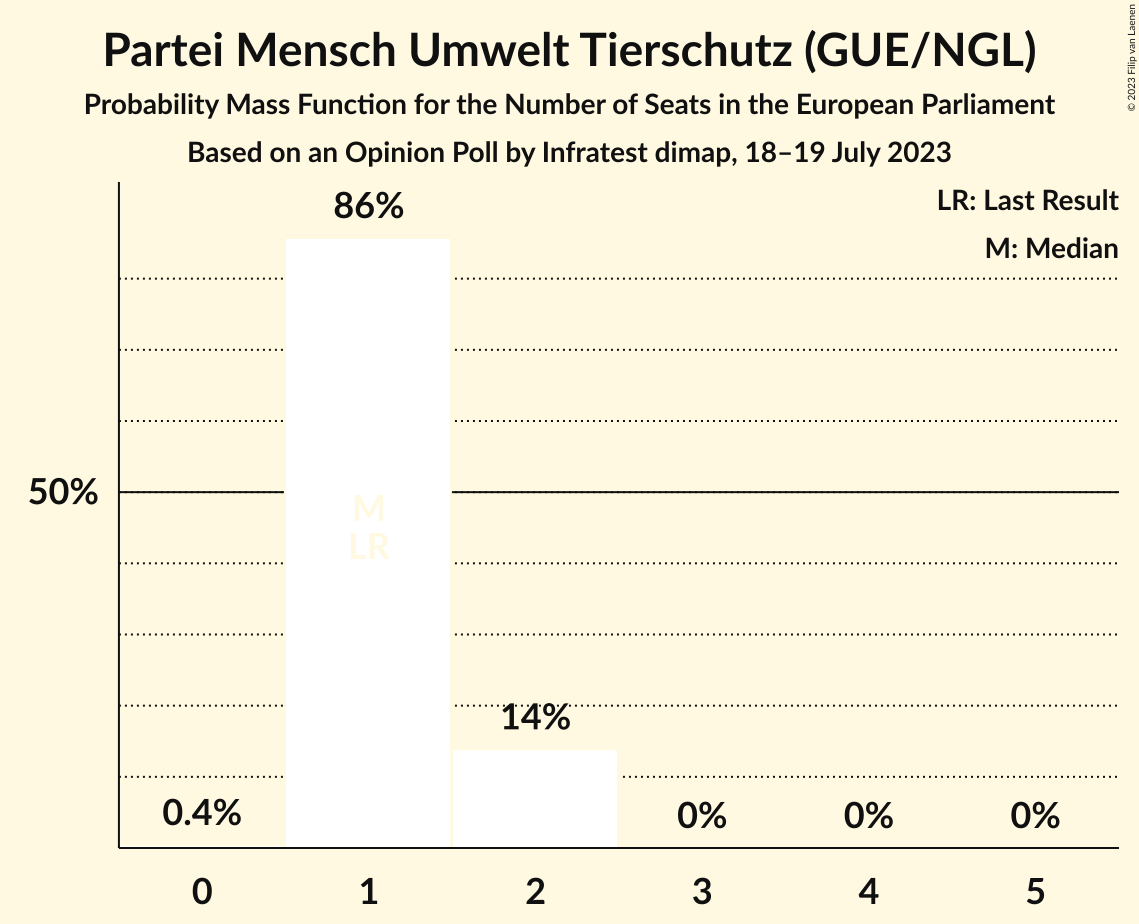 Partei Mensch Umwelt Tierschutz (GUE/NGL)
Probability Mass Function for the Number of Seats in the European Parliament
Based on an Opinion Poll by Infratest dimap, 18–19 July 2023
© 2023 Filip van Laenen
LR: Last Result
M: Median
86%
50%
M
LR
14%
0.4%
0%
0%
0%
0
1
2
3
4
5